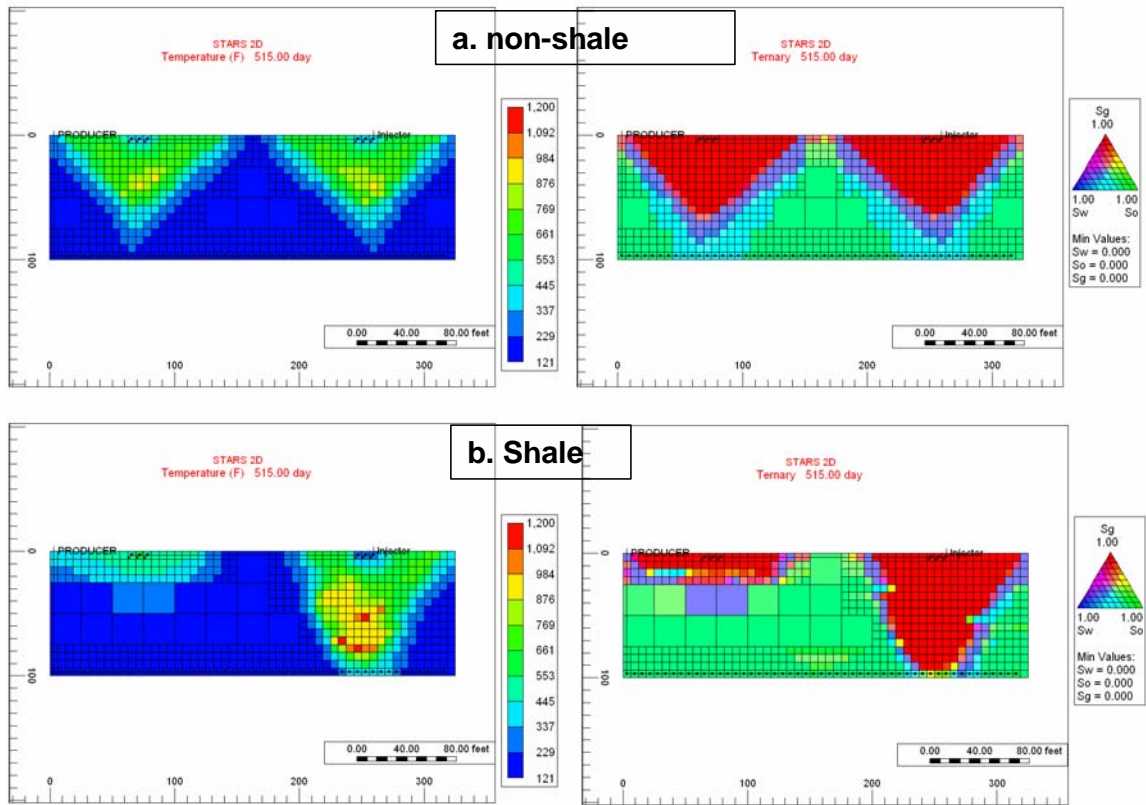 a. non-shale
STARS 2D
Temperature (F) 515.00 day
PRODUCER
Injector
0
100
0.00 40.00 80.00 feet
0 100 200 300
1,200
1,092
984
876
769
661
553
445
337
229
121
STARS 2D
Ternary 515.00 day
PRODUCER
Injector
0
100
0.00 40.00 80.00 feet
0 100 200 300
Sg
1.00
1.00 1.00
Sw So
Min Values:
Sw = 0.000
So = 0.000
Sg = 0.000
b. Shale
STARS 2D
Temperature (F) 515.00 day
PRODUCER
Injector
0
100
0.00 40.00 80.00 feet
0 100 200 300
1,200
1,092
984
876
769
661
553
445
337
229
121
STARS 2D
Ternary 515.00 day
PRODUCER
Injector
0
100
0.00 40.00 80.00 feet
0 100 200 300
Sg
1.00
1.00 1.00
Sw So
Min Values:
Sw = 0.000
So = 0.000
Sg = 0.000